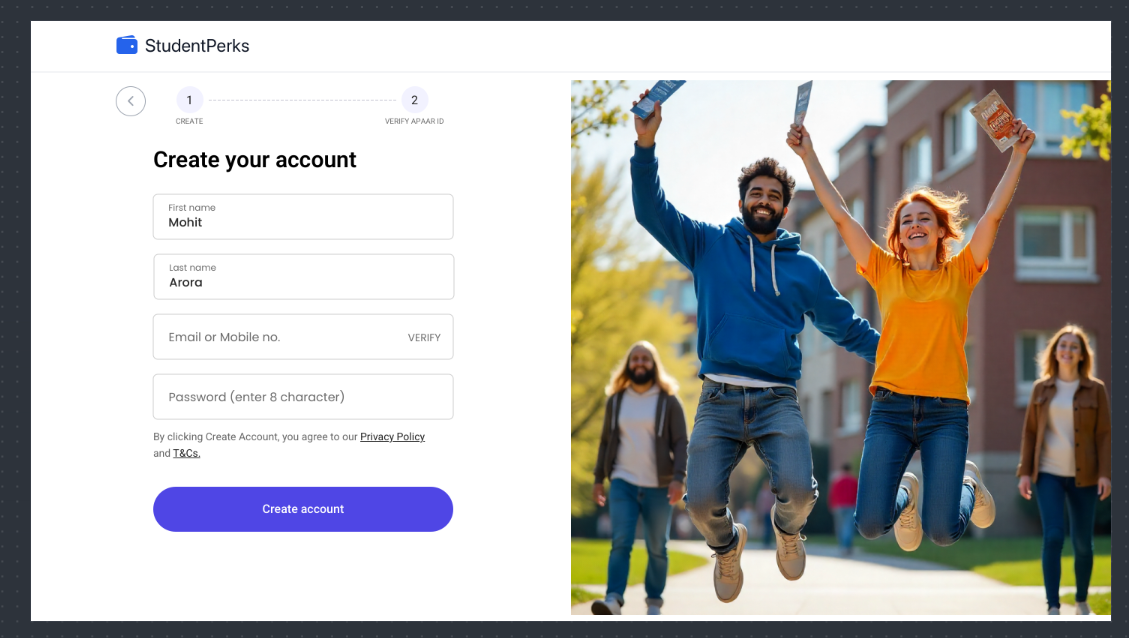 StudentPerks
1
2
CREATE
VERIFY APAAR ID
Create your account
First name
Mohit
Last name
Arora
Email or Mobile no.
VERIFY
Password (enter 8 character)
By clicking Create Account, you agree to our Privacy Policy
and T&Cs.
Create account